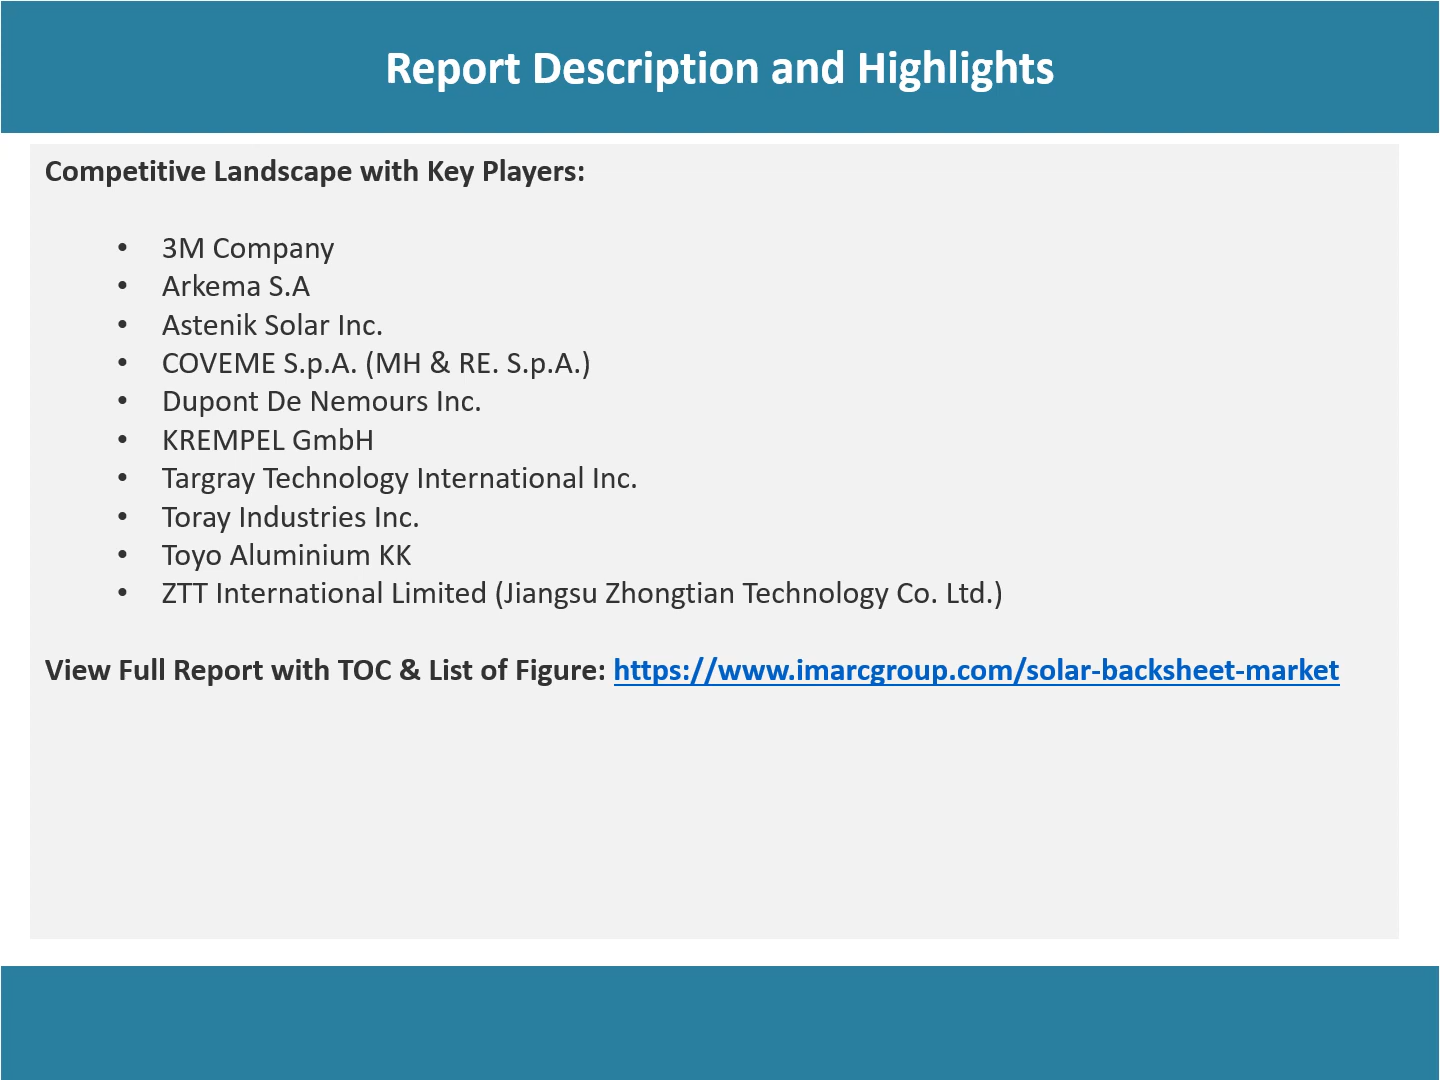 Report Description and Highlights
Competitive Landscape with Key Players:
• 3M Company
• Arkema S.A
• Astenik Solar Inc.
• COVEME S.p.A. (MH & RE. S.p.A.)
• Dupont De Nemours Inc.
• KREMPEL GmbH
• Targray Technology International Inc.
• Toray Industries Inc.
• Toyo Aluminium KK
• ZTT International Limited (Jiangsu Zhongtian Technology Co. Ltd.)
View Full Report with TOC & List of Figure: https://www.imarcgroup.com/solar-backsheet-market